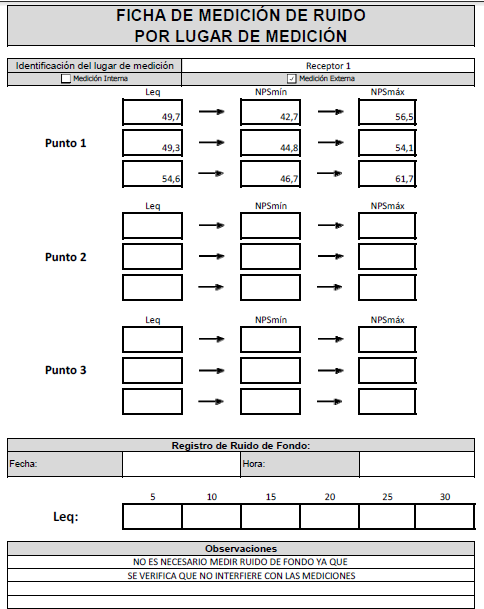 FICHA DE MEDICIÓN DE RUIDO
POR LUGAR DE MEDICIÓN
Identificación del lugar de medición Receptor 1
Medición Interna ✓ Medición Externa
Leq NPSmín NPSmáx
49,7 42,7 56,5
Punto 1
49,3 44,8 54,1
54,6 46,7 61,7
Leq NPSmín NPSmáx
Punto 2
Leq NPSmín NPSmáx
Punto 3
Registro de Ruido de Fondo:
Fecha: Hora:
5 10 15 20 25 30
Leq:
Observaciones
NO ES NECESARIO MEDIR RUIDO DE FONDO YA QUE
SE VERIFICA QUE NO INTERFIERE CON LAS MEDICIONES